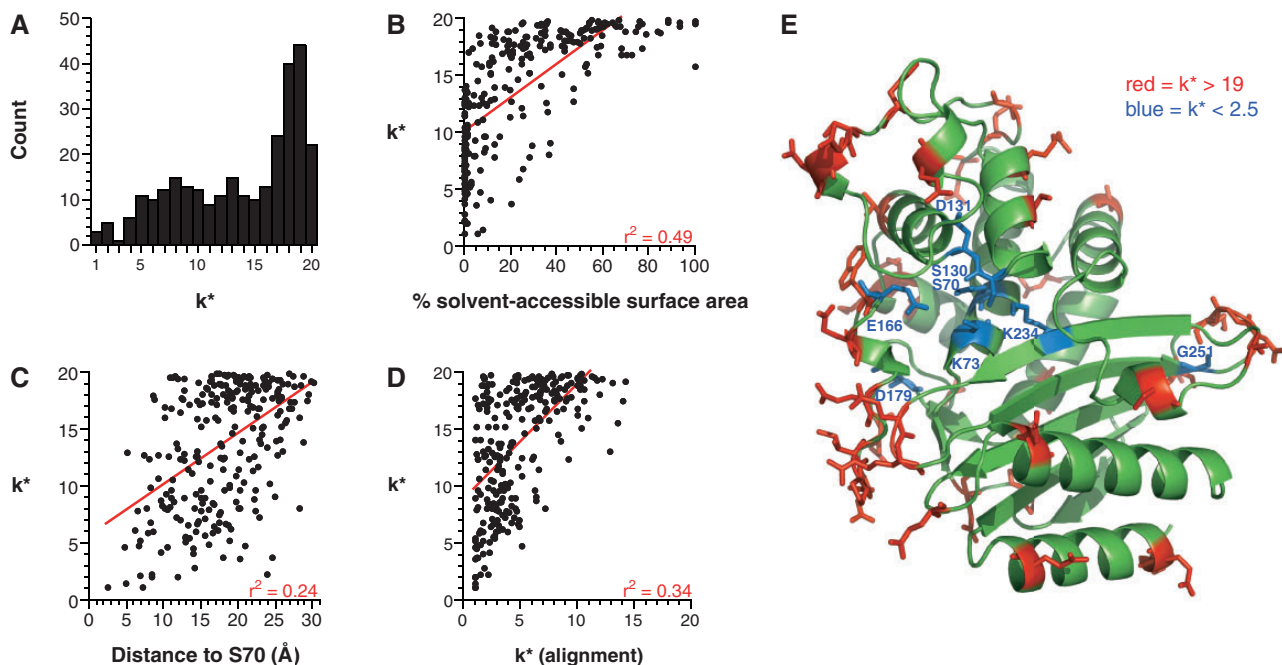 A
50
40
30
20
10
0
Count
1
5
10
15
20
k*
B
20
15
10
5
0
k*
0
20
40
60
80
100
r² = 0.49
% solvent-accessible surface area
C
20
15
10
5
0
k*
0
5
10
15
20
25
30
r² = 0.24
Distance to S70 (Å)
D
20
15
10
5
0
k*
0
5
10
15
20
r² = 0.34
k* (alignment)
E
red = k* > 19
blue = k* < 2.5
D131
S130
S70
E166
K234
K73
G251
D179